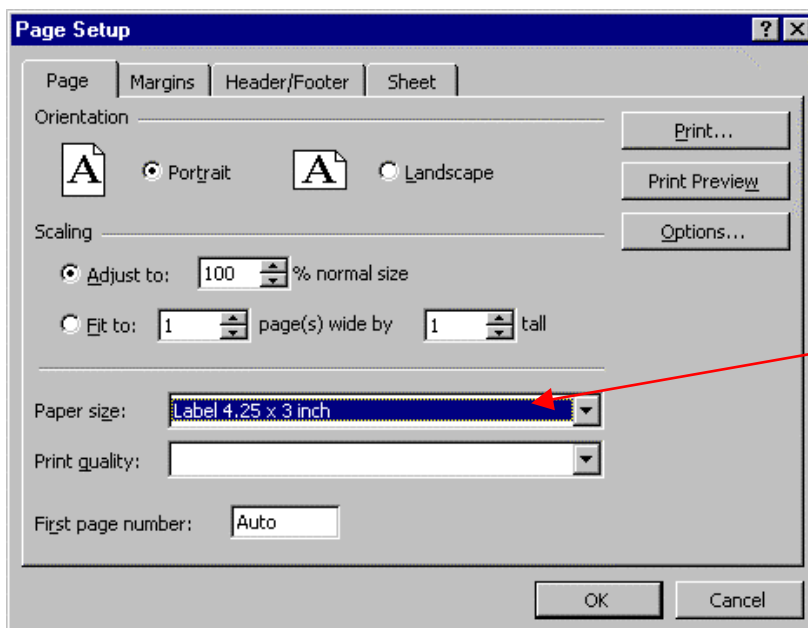 Page Setup
Page Margins Header/Footer Sheet
Orientation
Print...
A Portrait A Landscape
Print Preview
Scaling
Options...
Adjust to: 100 % normal size
Fit to: 1 page(s) wide by 1 tall
Paper size: Label 4.25 x 3 inch
Print quality:
First page number: Auto
OK Cancel